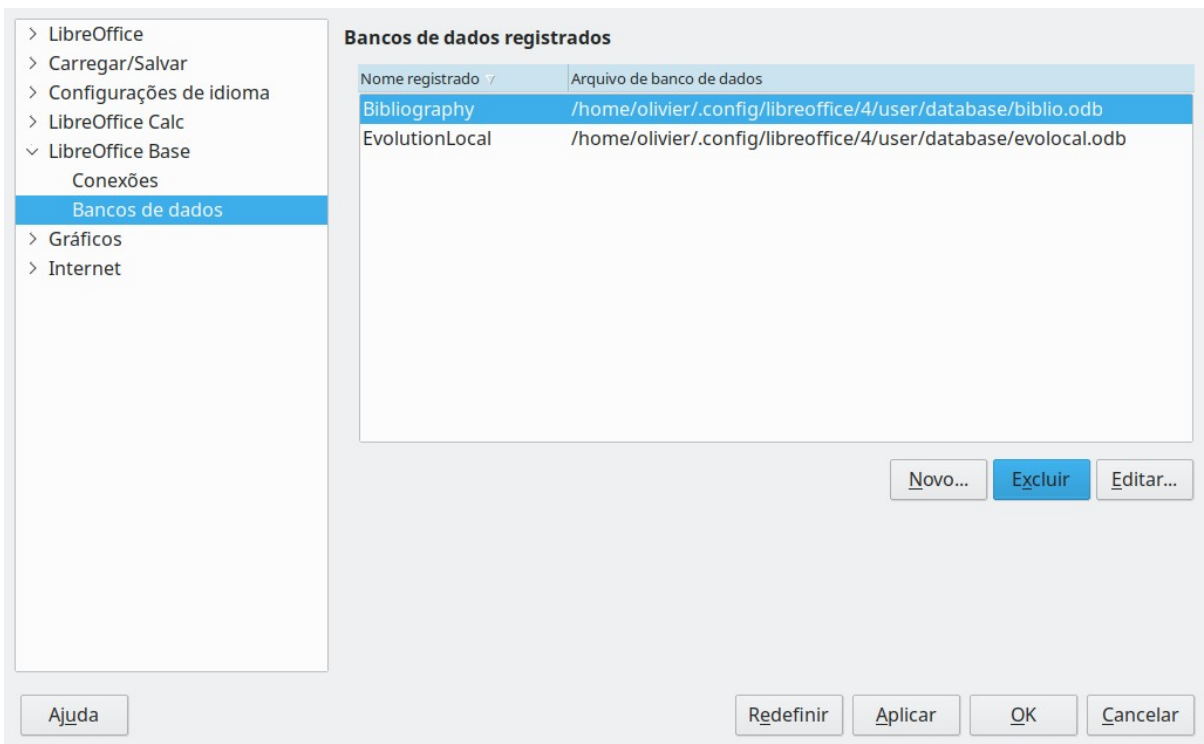 LibreOffice
Carregar/Salvar
Configurações de idioma
LibreOffice Calc
LibreOffice Base
Conexões
Bancos de dados
Gráficos
Internet
Bancos de dados registrados
Nome registrado Arquivo de banco de dados
Bibliography /home/olivier/.config/libreoffice/4/user/database/biblio.odb
EvolutionLocal /home/olivier/.config/libreoffice/4/user/database/evolocal.odb
Novo... Excluir Editar...
Ajuda Redefinir Aplicar OK Cancelar